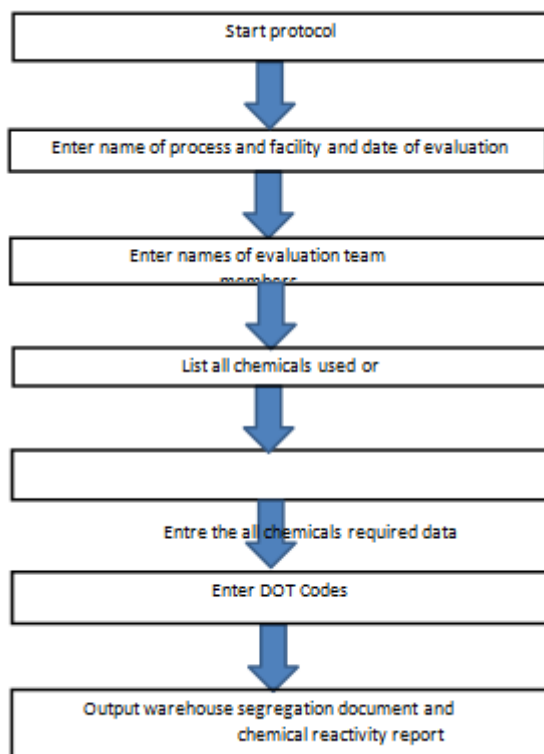 Start protocol
Enter name of process and facility and date of evaluation
Enter names of evaluation team
members
List all chemicals used or
Entre the all chemicals required data
Enter DOT Codes
Output warehouse segregation document and
chemical reactivity report